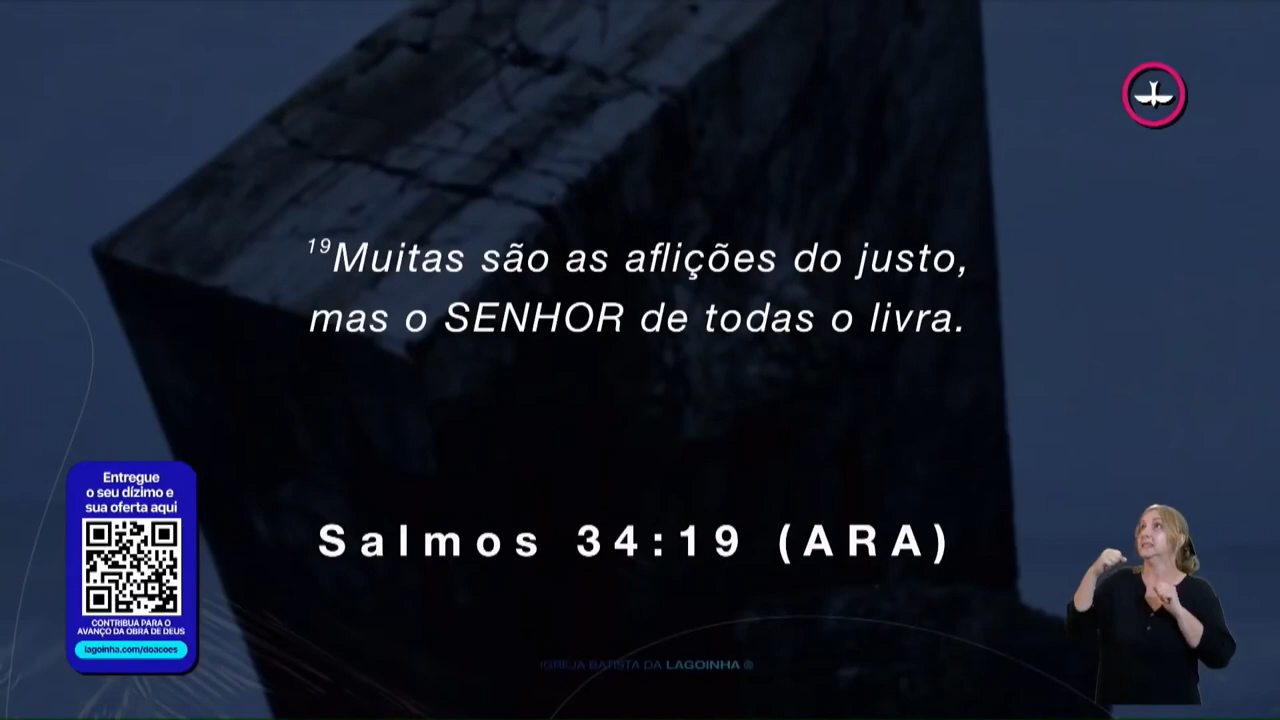 ¹⁹Muitas são as aflições do justo,
mas o SENHOR de todas o livra.
Salmos 34:19 (ARA)
Entregue
o seu dízimo e
sua oferta aqui
CONTRIBUA PARA O
AVANÇO DA OBRA DE DEUS
lagoinha.com/doacoes
IGREJA BATISTA DA LAGOINHA ®